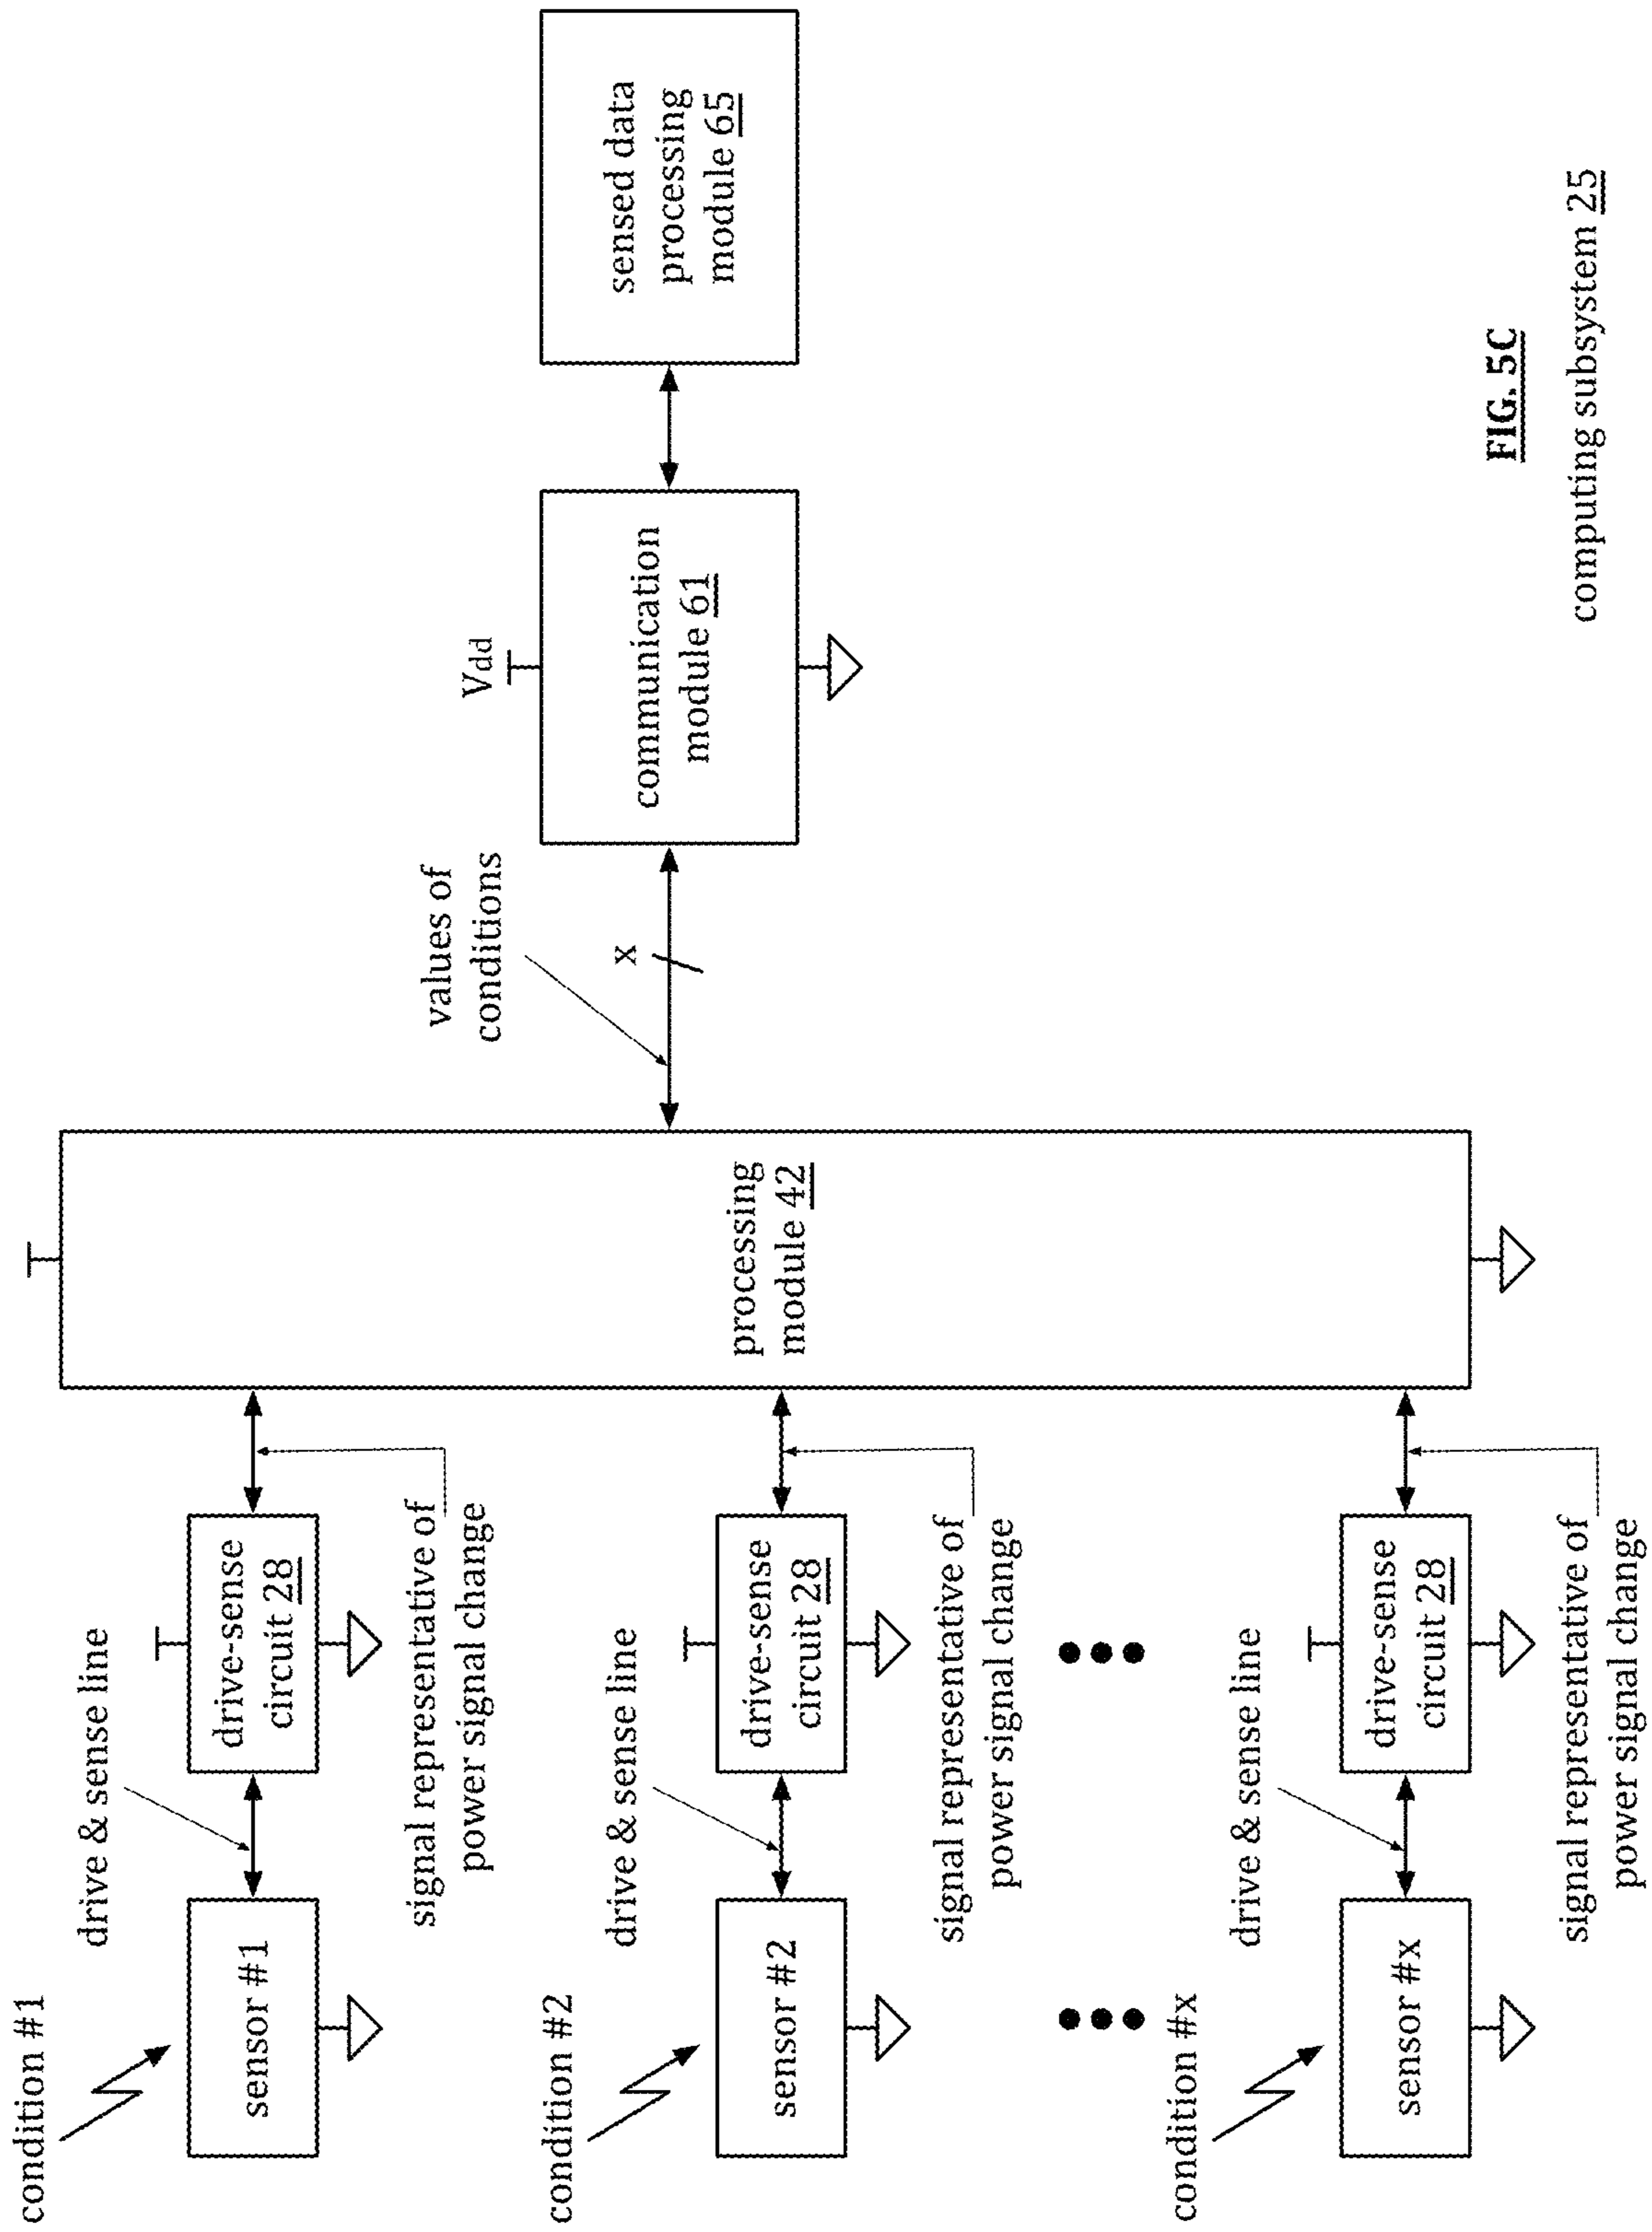 condition #1
drive & sense line
sensor #1
drive-sense
circuit 28
signal representative of
power signal change
condition #2
drive & sense line
sensor #2
drive-sense
circuit 28
signal representative of
power signal change
condition #x
drive & sense line
sensor #x
drive-sense
circuit 28
signal representative of
power signal change
processing
module 42
values of
conditions
x
Vdd
communication
module 61
sensed data
processing
module 65
FIG. 5C
computing subsystem 25